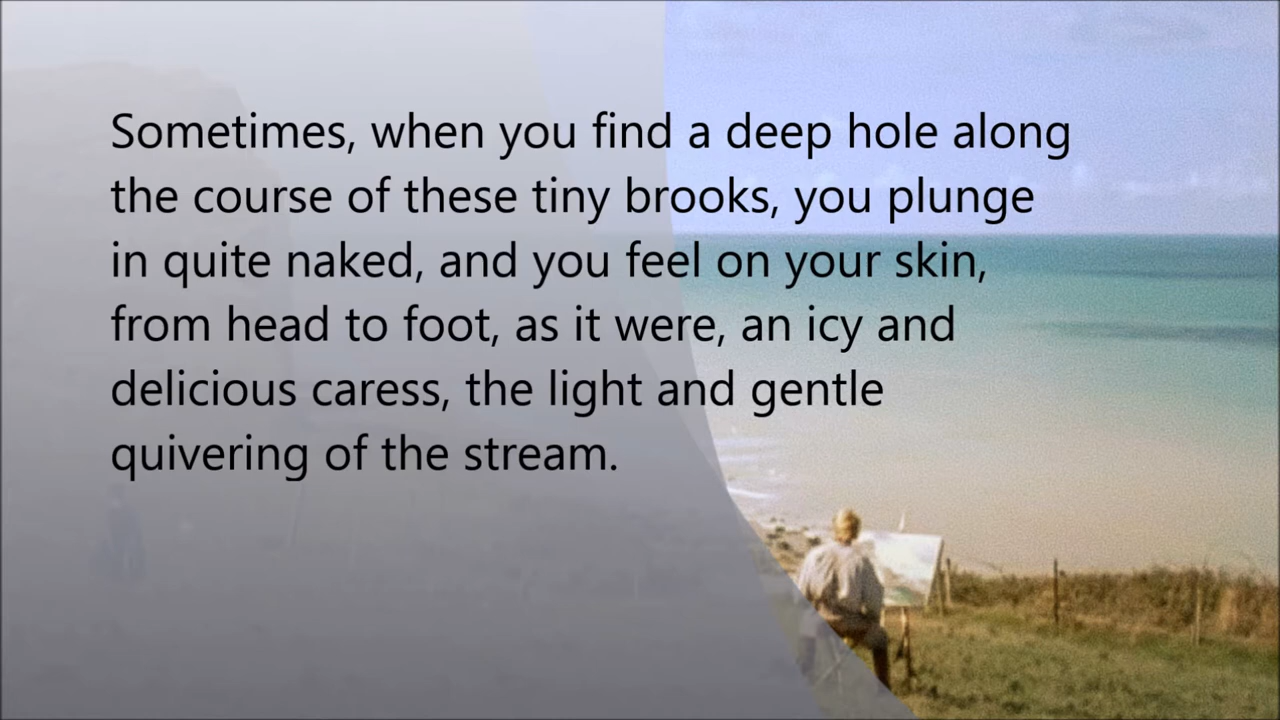 Sometimes, when you find a deep hole along
the course of these tiny brooks, you plunge
in quite naked, and you feel on your skin,
from head to foot, as it were, an icy and
delicious caress, the light and gentle
quivering of the stream.